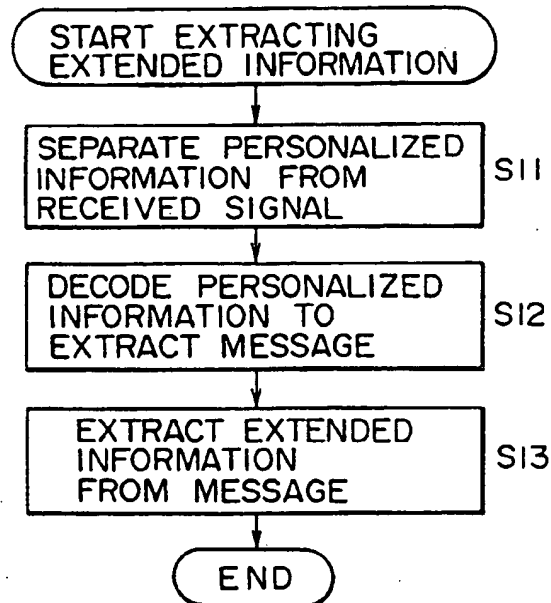 START EXTRACTING
EXTENDED INFORMATION
SEPARATE PERSONALIZED
INFORMATION FROM
RECEIVED SIGNAL
S11
DECODE PERSONALIZED
INFORMATION TO
EXTRACT MESSAGE
S12
EXTRACT EXTENDED
INFORMATION
FROM MESSAGE
S13
END